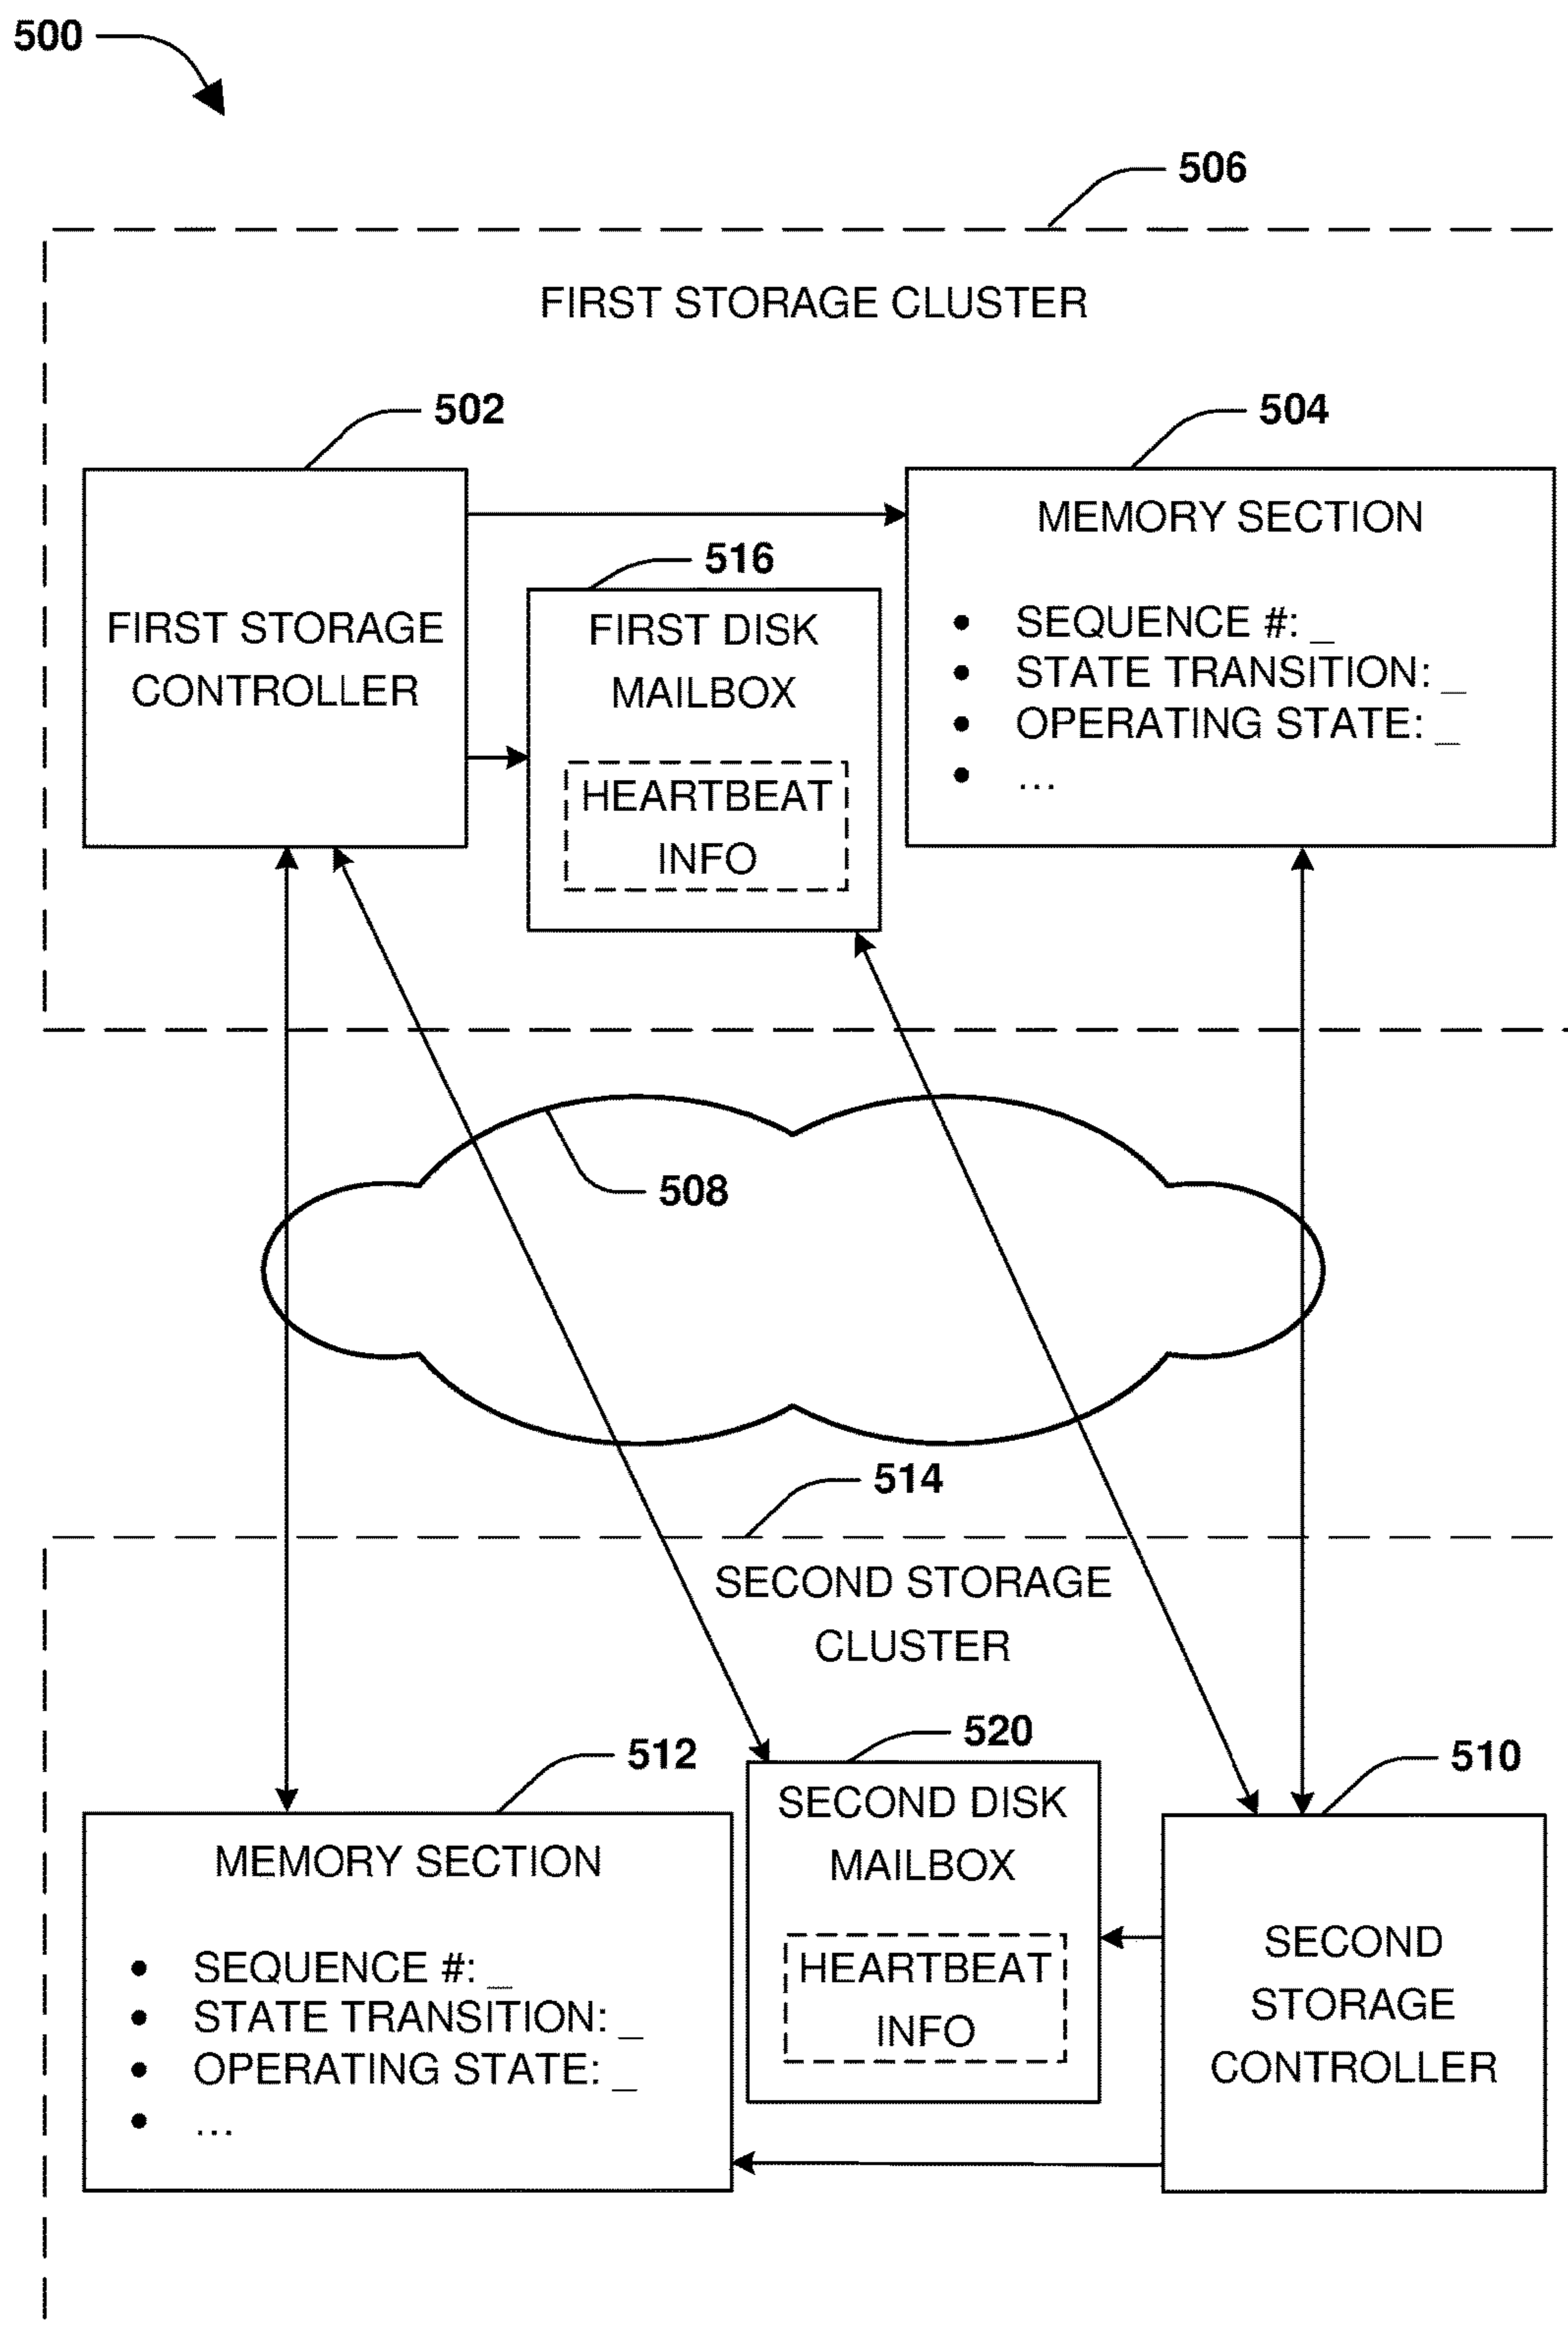 500
506
FIRST STORAGE CLUSTER
502
504
516
FIRST STORAGE
CONTROLLER
FIRST DISK
MAILBOX
HEARTBEAT
INFO
MEMORY SECTION
• SEQUENCE #: _
• STATE TRANSITION: _
• OPERATING STATE: _
• ...
508
514
SECOND STORAGE
CLUSTER
512
520
510
MEMORY SECTION
• SEQUENCE #: _
• STATE TRANSITION: _
• OPERATING STATE: _
• ...
SECOND DISK
MAILBOX
HEARTBEAT
INFO
SECOND
STORAGE
CONTROLLER